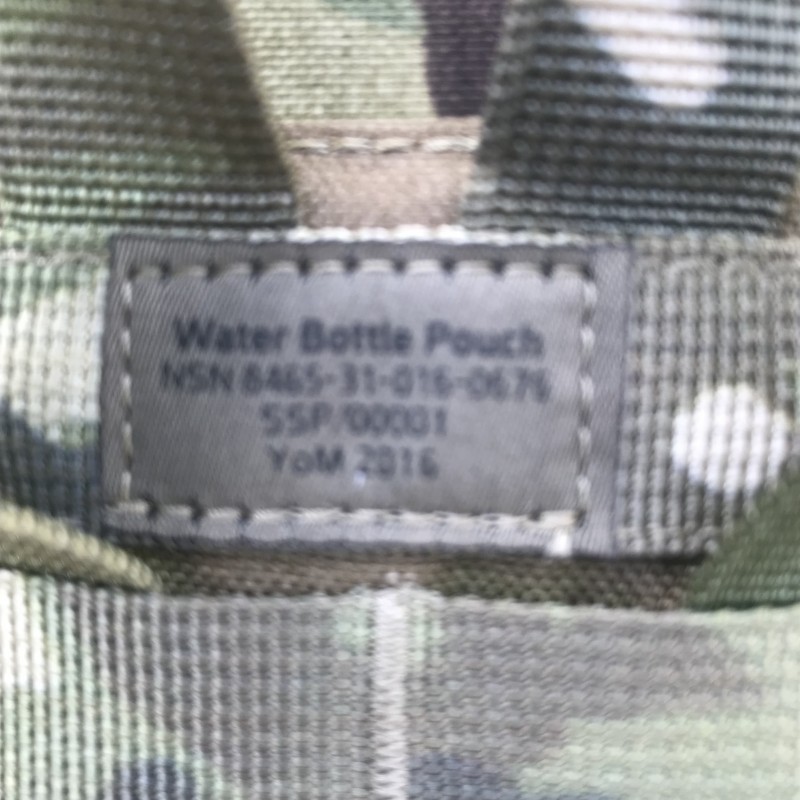 Water Bottle Pouch
NSN 8465-31-016-0676
SSP/00001
YoM 2016